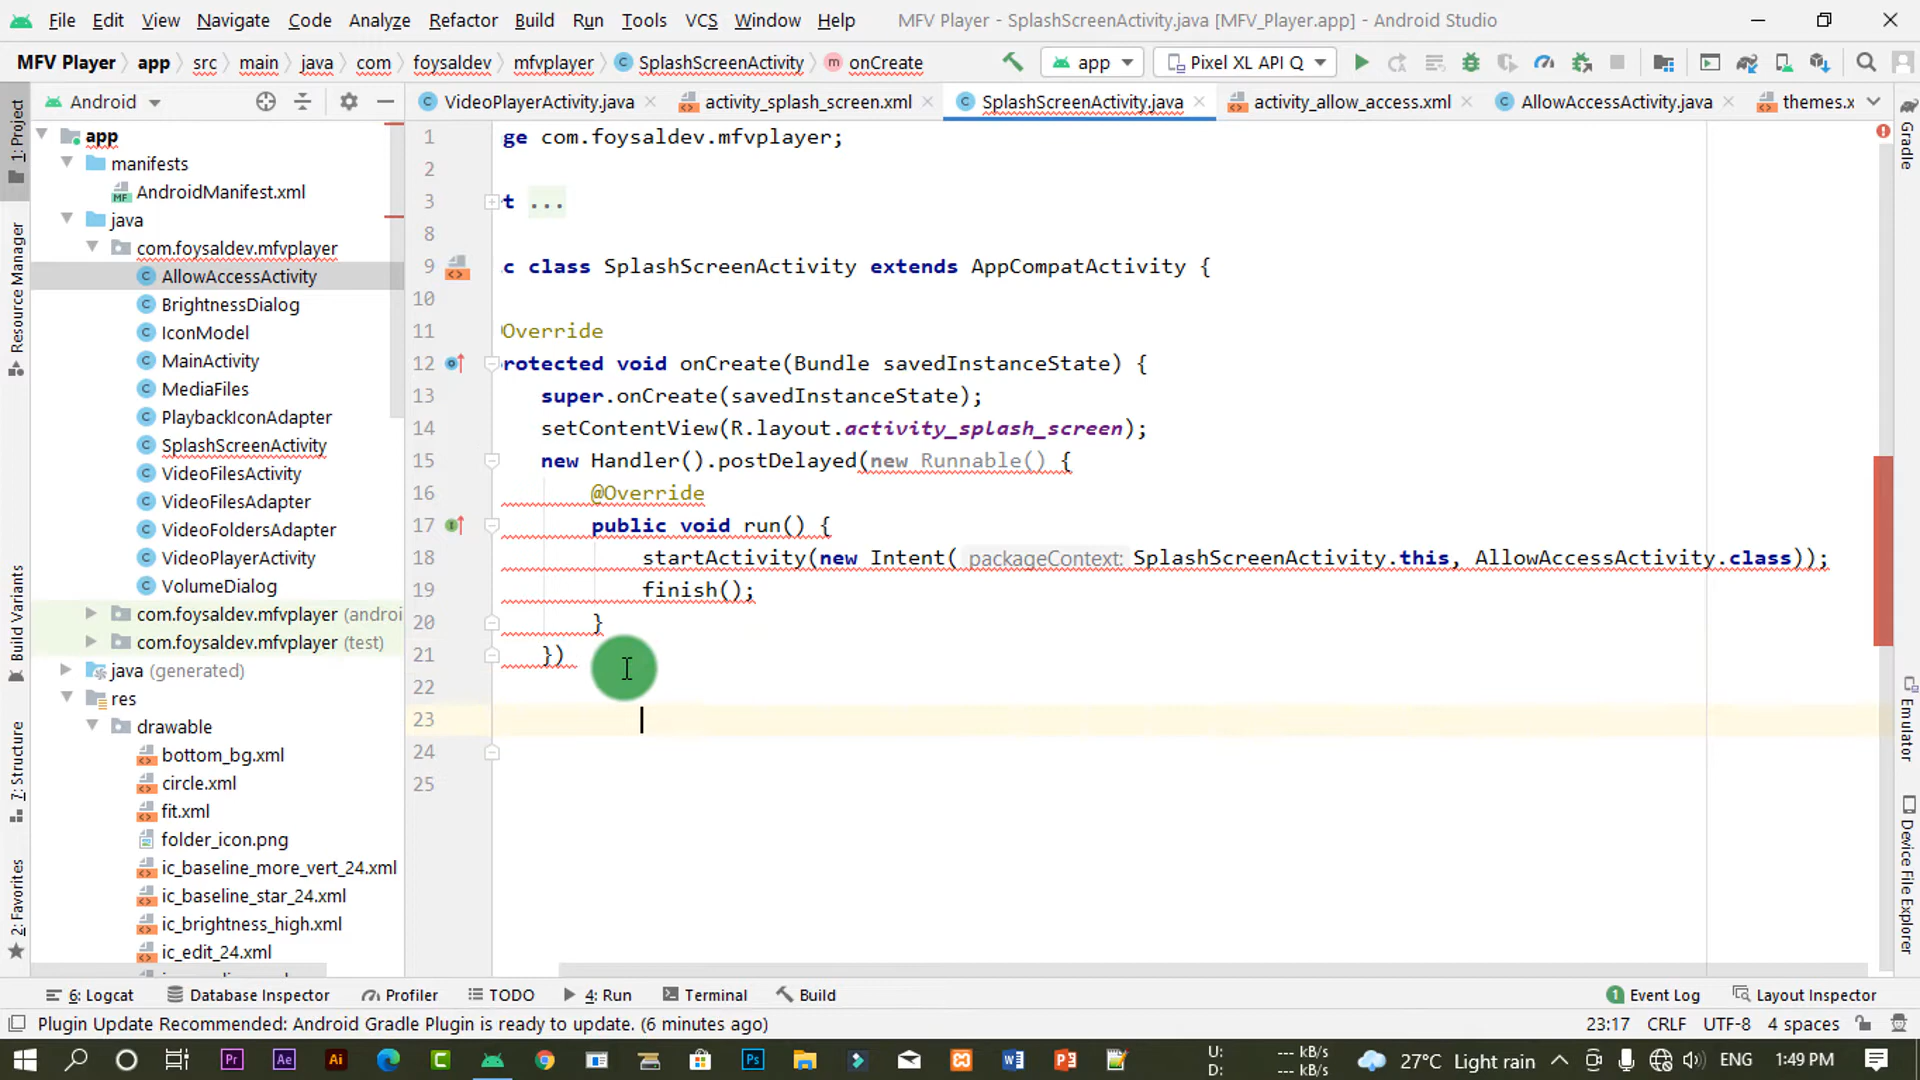 File Edit View Navigate Code Analyze Refactor Build Run Tools VCS Window Help MFV Player - SplashScreenActivity.java [MFV_Player.app] - Android Studio
MFV Player app src main java com foysaldev mfvplayer SplashScreenActivity onCreate app Pixel XL API Q
Android VideoPlayerActivity.java activity_splash_screen.xml SplashScreenActivity.java activity_allow_access.xml AllowAccessActivity.java themes.x
1: Project
Resource Manager
Build Variants
7: Structure
2: Favorites
app
manifests
AndroidManifest.xml
java
com.foysaldev.mfvplayer
AllowAccessActivity
BrightnessDialog
IconModel
MainActivity
MediaFiles
PlaybackIconAdapter
SplashScreenActivity
VideoFilesActivity
VideoFilesAdapter
VideoFoldersAdapter
VideoPlayerActivity
VolumeDialog
com.foysaldev.mfvplayer (androi
com.foysaldev.mfvplayer (test)
java (generated)
res
drawable
bottom_bg.xml
circle.xml
fit.xml
folder_icon.png
ic_baseline_more_vert_24.xml
ic_baseline_star_24.xml
ic_brightness_high.xml
ic_edit_24.xml
1 ge com.foysaldev.mfvplayer;
2
3 t ...
8
9 c class SplashScreenActivity extends AppCompatActivity {
10
11 Override
12 rotected void onCreate(Bundle savedInstanceState) {
13 super.onCreate(savedInstanceState);
14 setContentView(R.layout.activity_splash_screen);
15 new Handler().postDelayed(new Runnable() {
16 @Override
17 public void run() {
18 startActivity(new Intent( packageContext: SplashScreenActivity.this, AllowAccessActivity.class));
19 finish();
20 }
21 })
22
23
24
25
Gradle
Emulator
Device File Explorer
6: Logcat Database Inspector Profiler TODO 4: Run Terminal Build 1 Event Log Layout Inspector
Plugin Update Recommended: Android Gradle Plugin is ready to update. (6 minutes ago) 23:17 CRLF UTF-8 4 spaces
Pr Ae Ai C Ps W P U: --- kB/s
D: --- kB/s
27°C Light rain ENG 1:49 PM